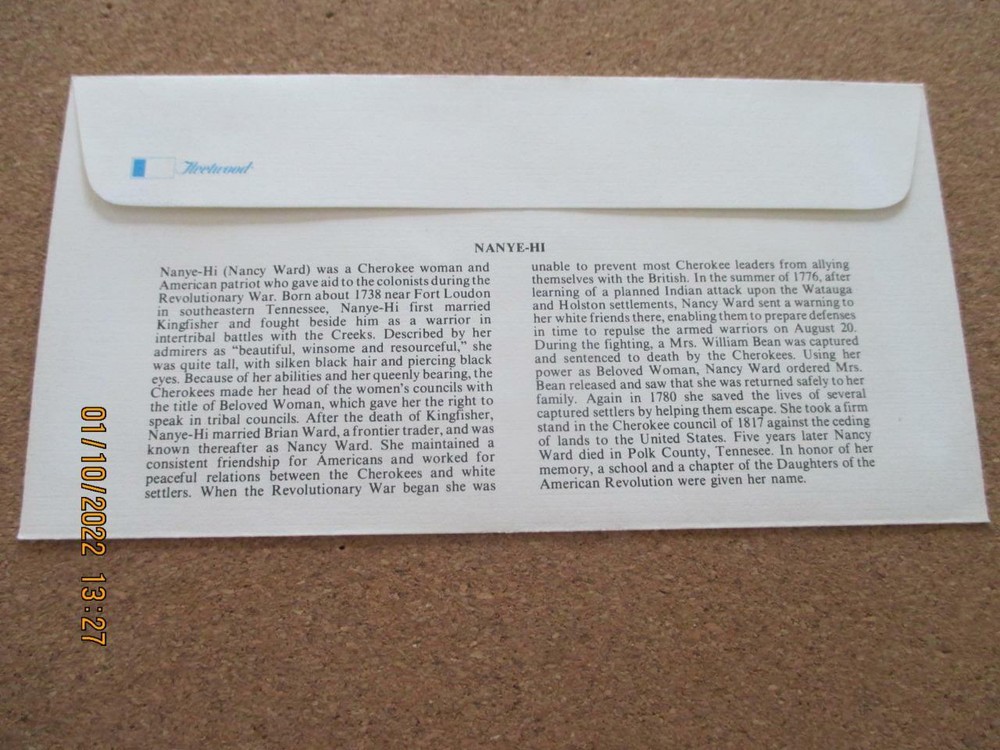 Fleetwood
NANYE-HI
Nanye-Hi (Nancy Ward) was a Cherokee woman and
American patriot who gave aid to the colonists during the
Revolutionary War. Born about 1738 near Fort Loudon
in southeastern Tennessee, Nanye-Hi first married
Kingfisher and fought beside him as a warrior in
intertribal battles with the Creeks. Described by her
admirers as “beautiful, winsome and resourceful,” she
was quite tall, with silken black hair and piercing black
eyes. Because of her abilities and her queenly bearing, the
Cherokees made her head of the women's councils with
the title of Beloved Woman, which gave her the right to
speak in tribal councils. After the death of Kingfisher,
Nanye-Hi married Brian Ward, a frontier trader, and was
known thereafter as Nancy Ward. She maintained a
consistent friendship for Americans and worked for
peaceful relations between the Cherokees and white
settlers. When the Revolutionary War began she was
unable to prevent most Cherokee leaders from allying
themselves with the British. In the summer of 1776, after
learning of a planned Indian attack upon the Watauga
and Holston settlements, Nancy Ward sent a warning to
her white friends there, enabling them to prepare defenses
in time to repulse the armed warriors on August 20.
During the fighting, a Mrs. William Bean was captured
and sentenced to death by the Cherokees. Using her
power as Beloved Woman, Nancy Ward ordered Mrs.
Bean released and saw that she was returned safely to her
family. Again in 1780 she saved the lives of several
captured settlers by helping them escape. She took a firm
stand in the Cherokee council of 1817 against the ceding
of lands to the United States. Five years later Nancy
Ward died in Polk County, Tennesee. In honor of her
memory, a school and a chapter of the Daughters of the
American Revolution were given her name.
01/10/2022 13:27